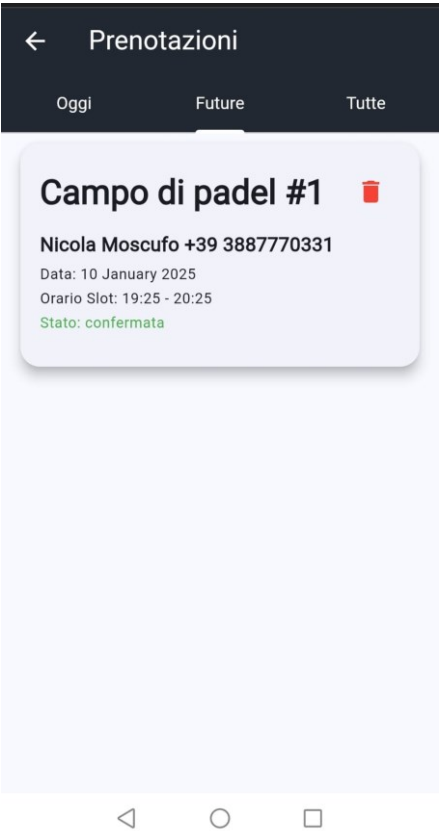 Prenotazioni
Oggi Future Tutte
Campo di padel #1
Nicola Moscufo +39 3887770331
Data: 10 January 2025
Orario Slot: 19:25 - 20:25
Stato: confermata